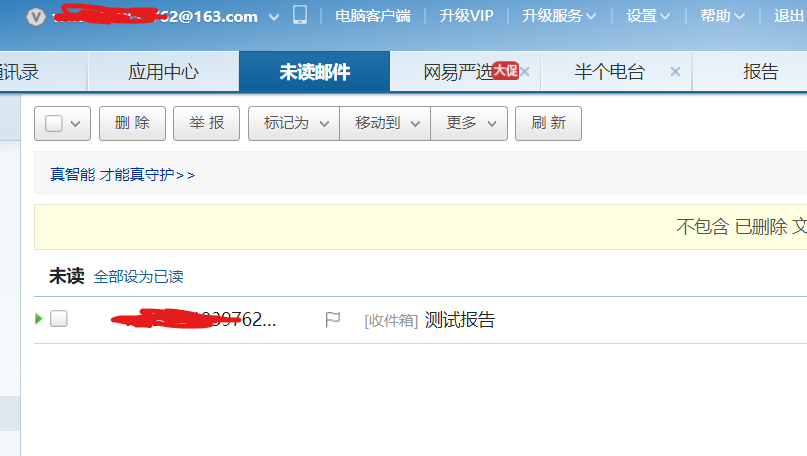 62@163.com 电脑客户端 升级VIP 升级服务 设置 帮助 退出
通讯录 应用中心 未读邮件 网易严选 大促 半个电台 报告
删 除 举 报 标记为 移动到 更多 刷 新
真智能 才能真守护>>
不包含 已删除 文
未读 全部设为已读
39762... [收件箱] 测试报告